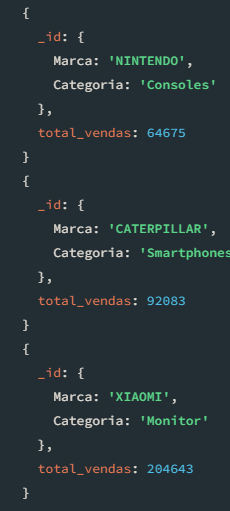 {
_id: {
Marca: 'NINTENDO',
Categoria: 'Consoles'
},
total_vendas: 64675
}
{
_id: {
Marca: 'CATERPILLAR',
Categoria: 'Smartphones
},
total_vendas: 92083
}
{
_id: {
Marca: 'XIAOMI',
Categoria: 'Monitor'
},
total_vendas: 204643
}